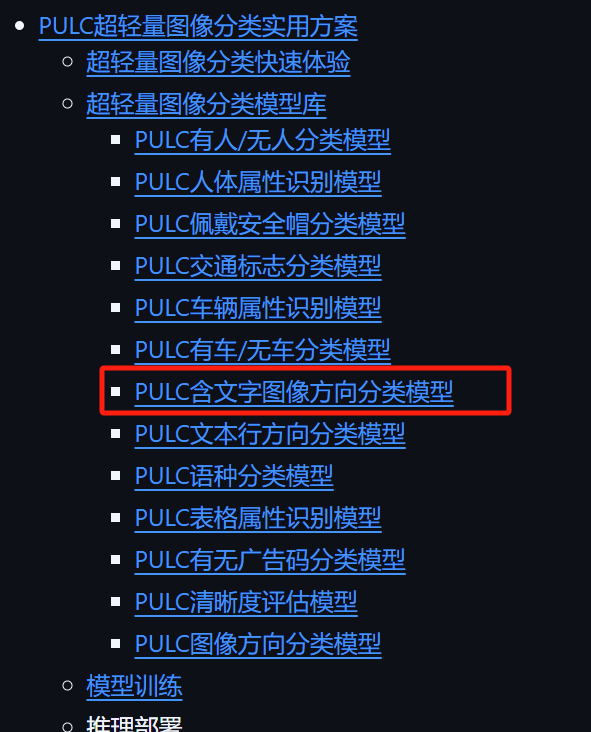 PULC超轻量图像分类实用方案
超轻量图像分类快速体验
超轻量图像分类模型库
PULC有人/无人分类模型
PULC人体属性识别模型
PULC佩戴安全帽分类模型
PULC交通标志分类模型
PULC车辆属性识别模型
PULC有车/无车分类模型
PULC含文字图像方向分类模型
PULC文本行方向分类模型
PULC语种分类模型
PULC表格属性识别模型
PULC有无广告码分类模型
PULC清晰度评估模型
PULC图像方向分类模型
模型训练
推理部署